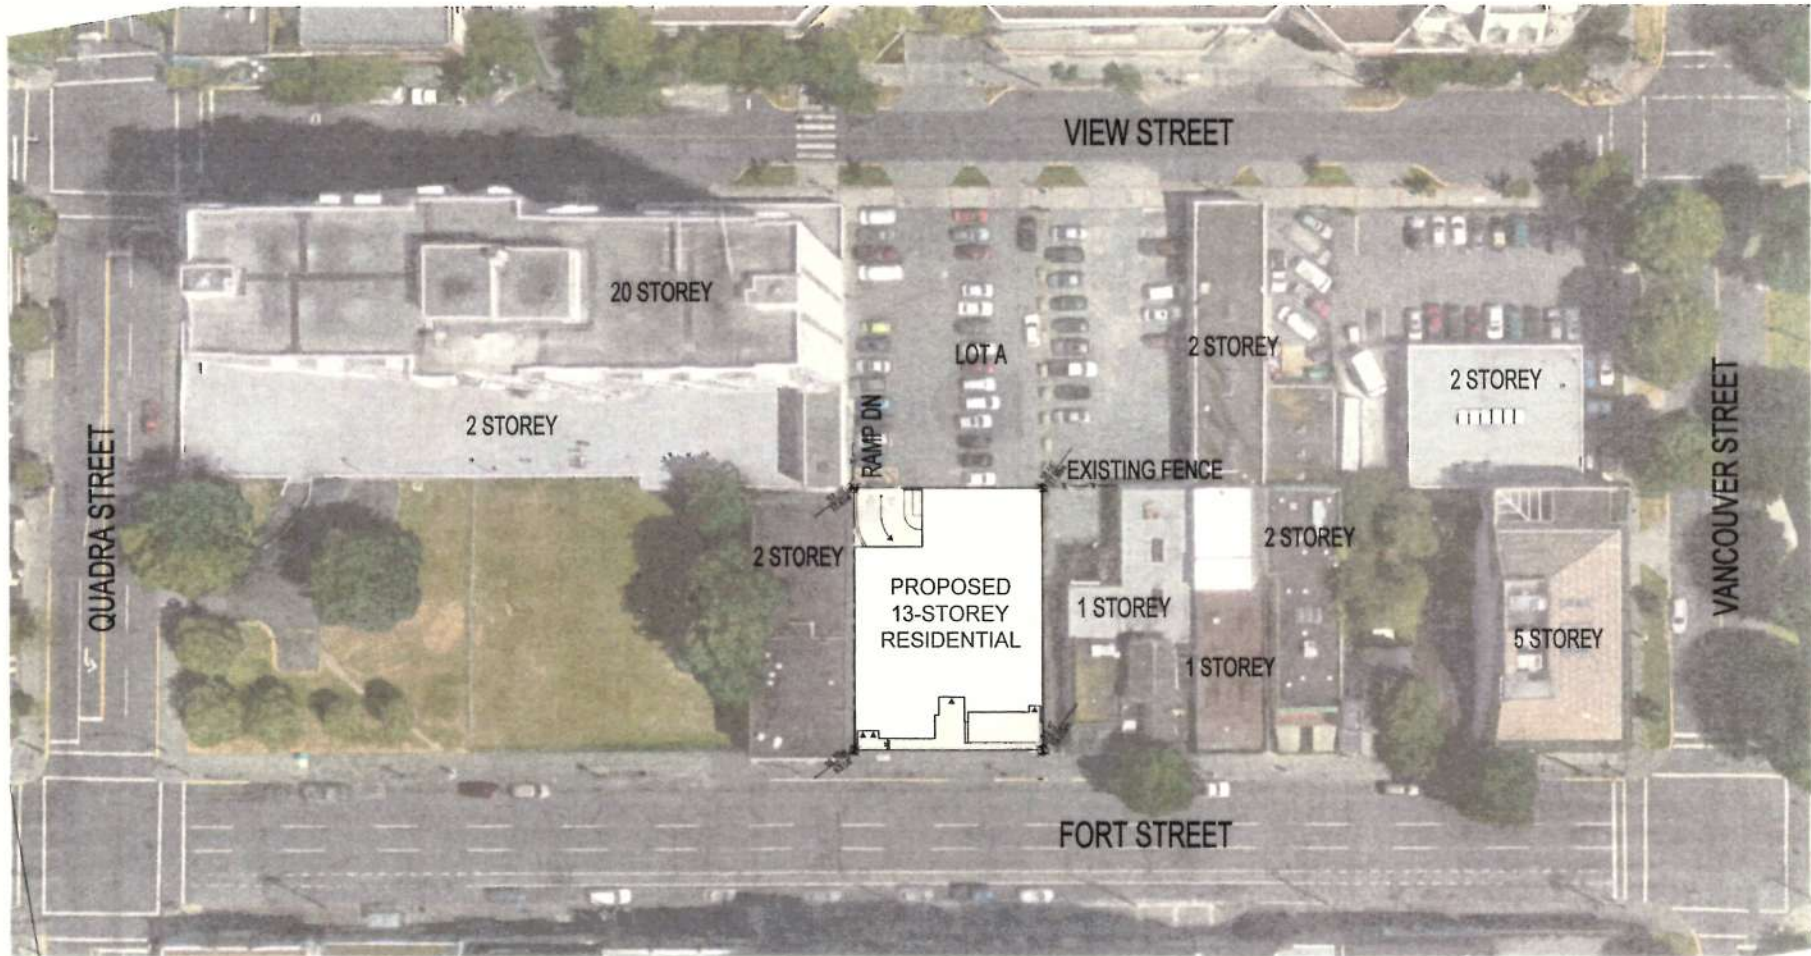 VIEW STREET
20 STOREY
LOT A
2 STOREY
2 STOREY
2 STOREY
RAMP DN
EXISTING FENCE
QUADRA STREET
VANCOUVER STREET
2 STOREY
2 STOREY
PROPOSED
13-STOREY
RESIDENTIAL
1 STOREY
5 STOREY
1 STOREY
FORT STREET